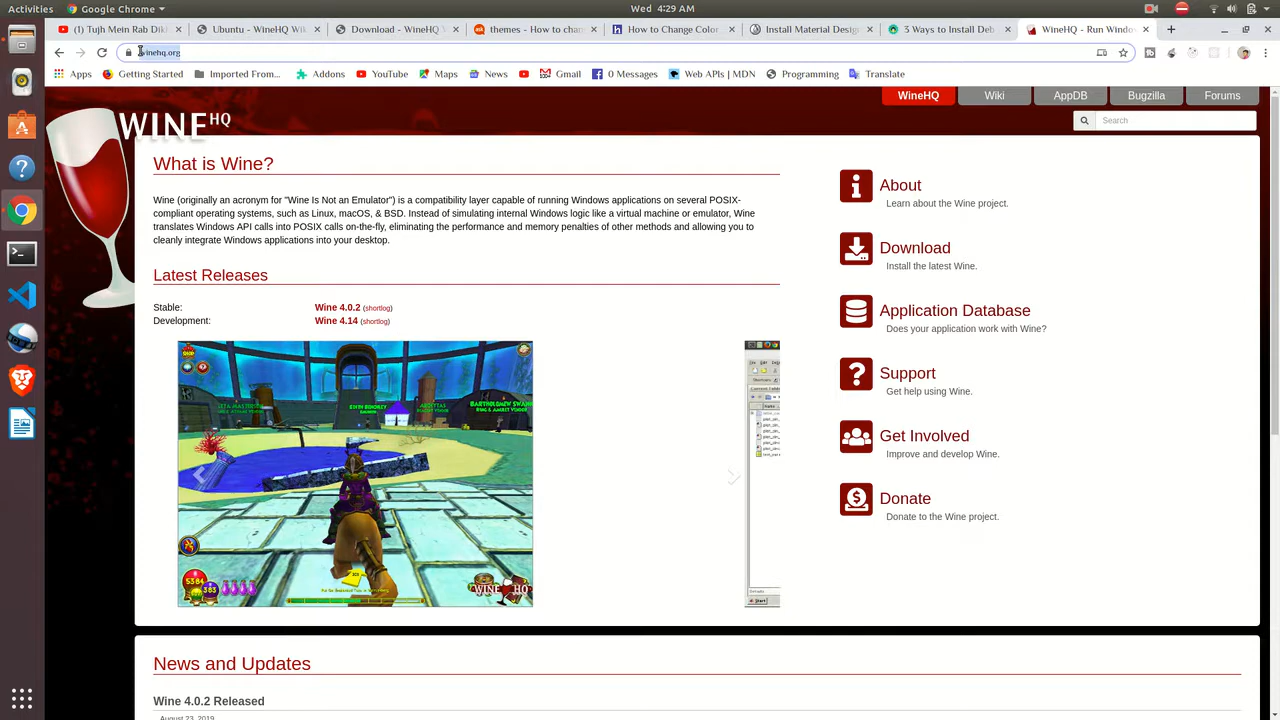 Activities
Google Chrome
Wed 4:29 AM
(1) Tujh Mein Rab Dikh
Ubuntu - WineHQ Wi
Download - WineHQ
themes - How to chan
How to Change Color
Install Material Design
3 Ways to Install Deb
WineHQ - Run Window
winehq.org
Apps
Getting Started
Imported From...
Addons
YouTube
Maps
News
Gmail
0 Messages
Web APIs | MDN
Programming
Translate
WineHQ
Wiki
AppDB
Bugzilla
Forums
WINE HQ
Search
What is Wine?
Wine (originally an acronym for "Wine Is Not an Emulator") is a compatibility layer capable of running Windows applications on several POSIX-
compliant operating systems, such as Linux, macOS, & BSD. Instead of simulating internal Windows logic like a virtual machine or emulator, Wine
translates Windows API calls into POSIX calls on-the-fly, eliminating the performance and memory penalties of other methods and allowing you to
cleanly integrate Windows applications into your desktop.
Latest Releases
Stable: Wine 4.0.2 (shortlog)
Development: Wine 4.14 (shortlog)
WINE HQ
Start
About
Learn about the Wine project.
Download
Install the latest Wine.
Application Database
Does your application work with Wine?
Support
Get help using Wine.
Get Involved
Improve and develop Wine.
Donate
Donate to the Wine project.
News and Updates
Wine 4.0.2 Released
August 23, 2019